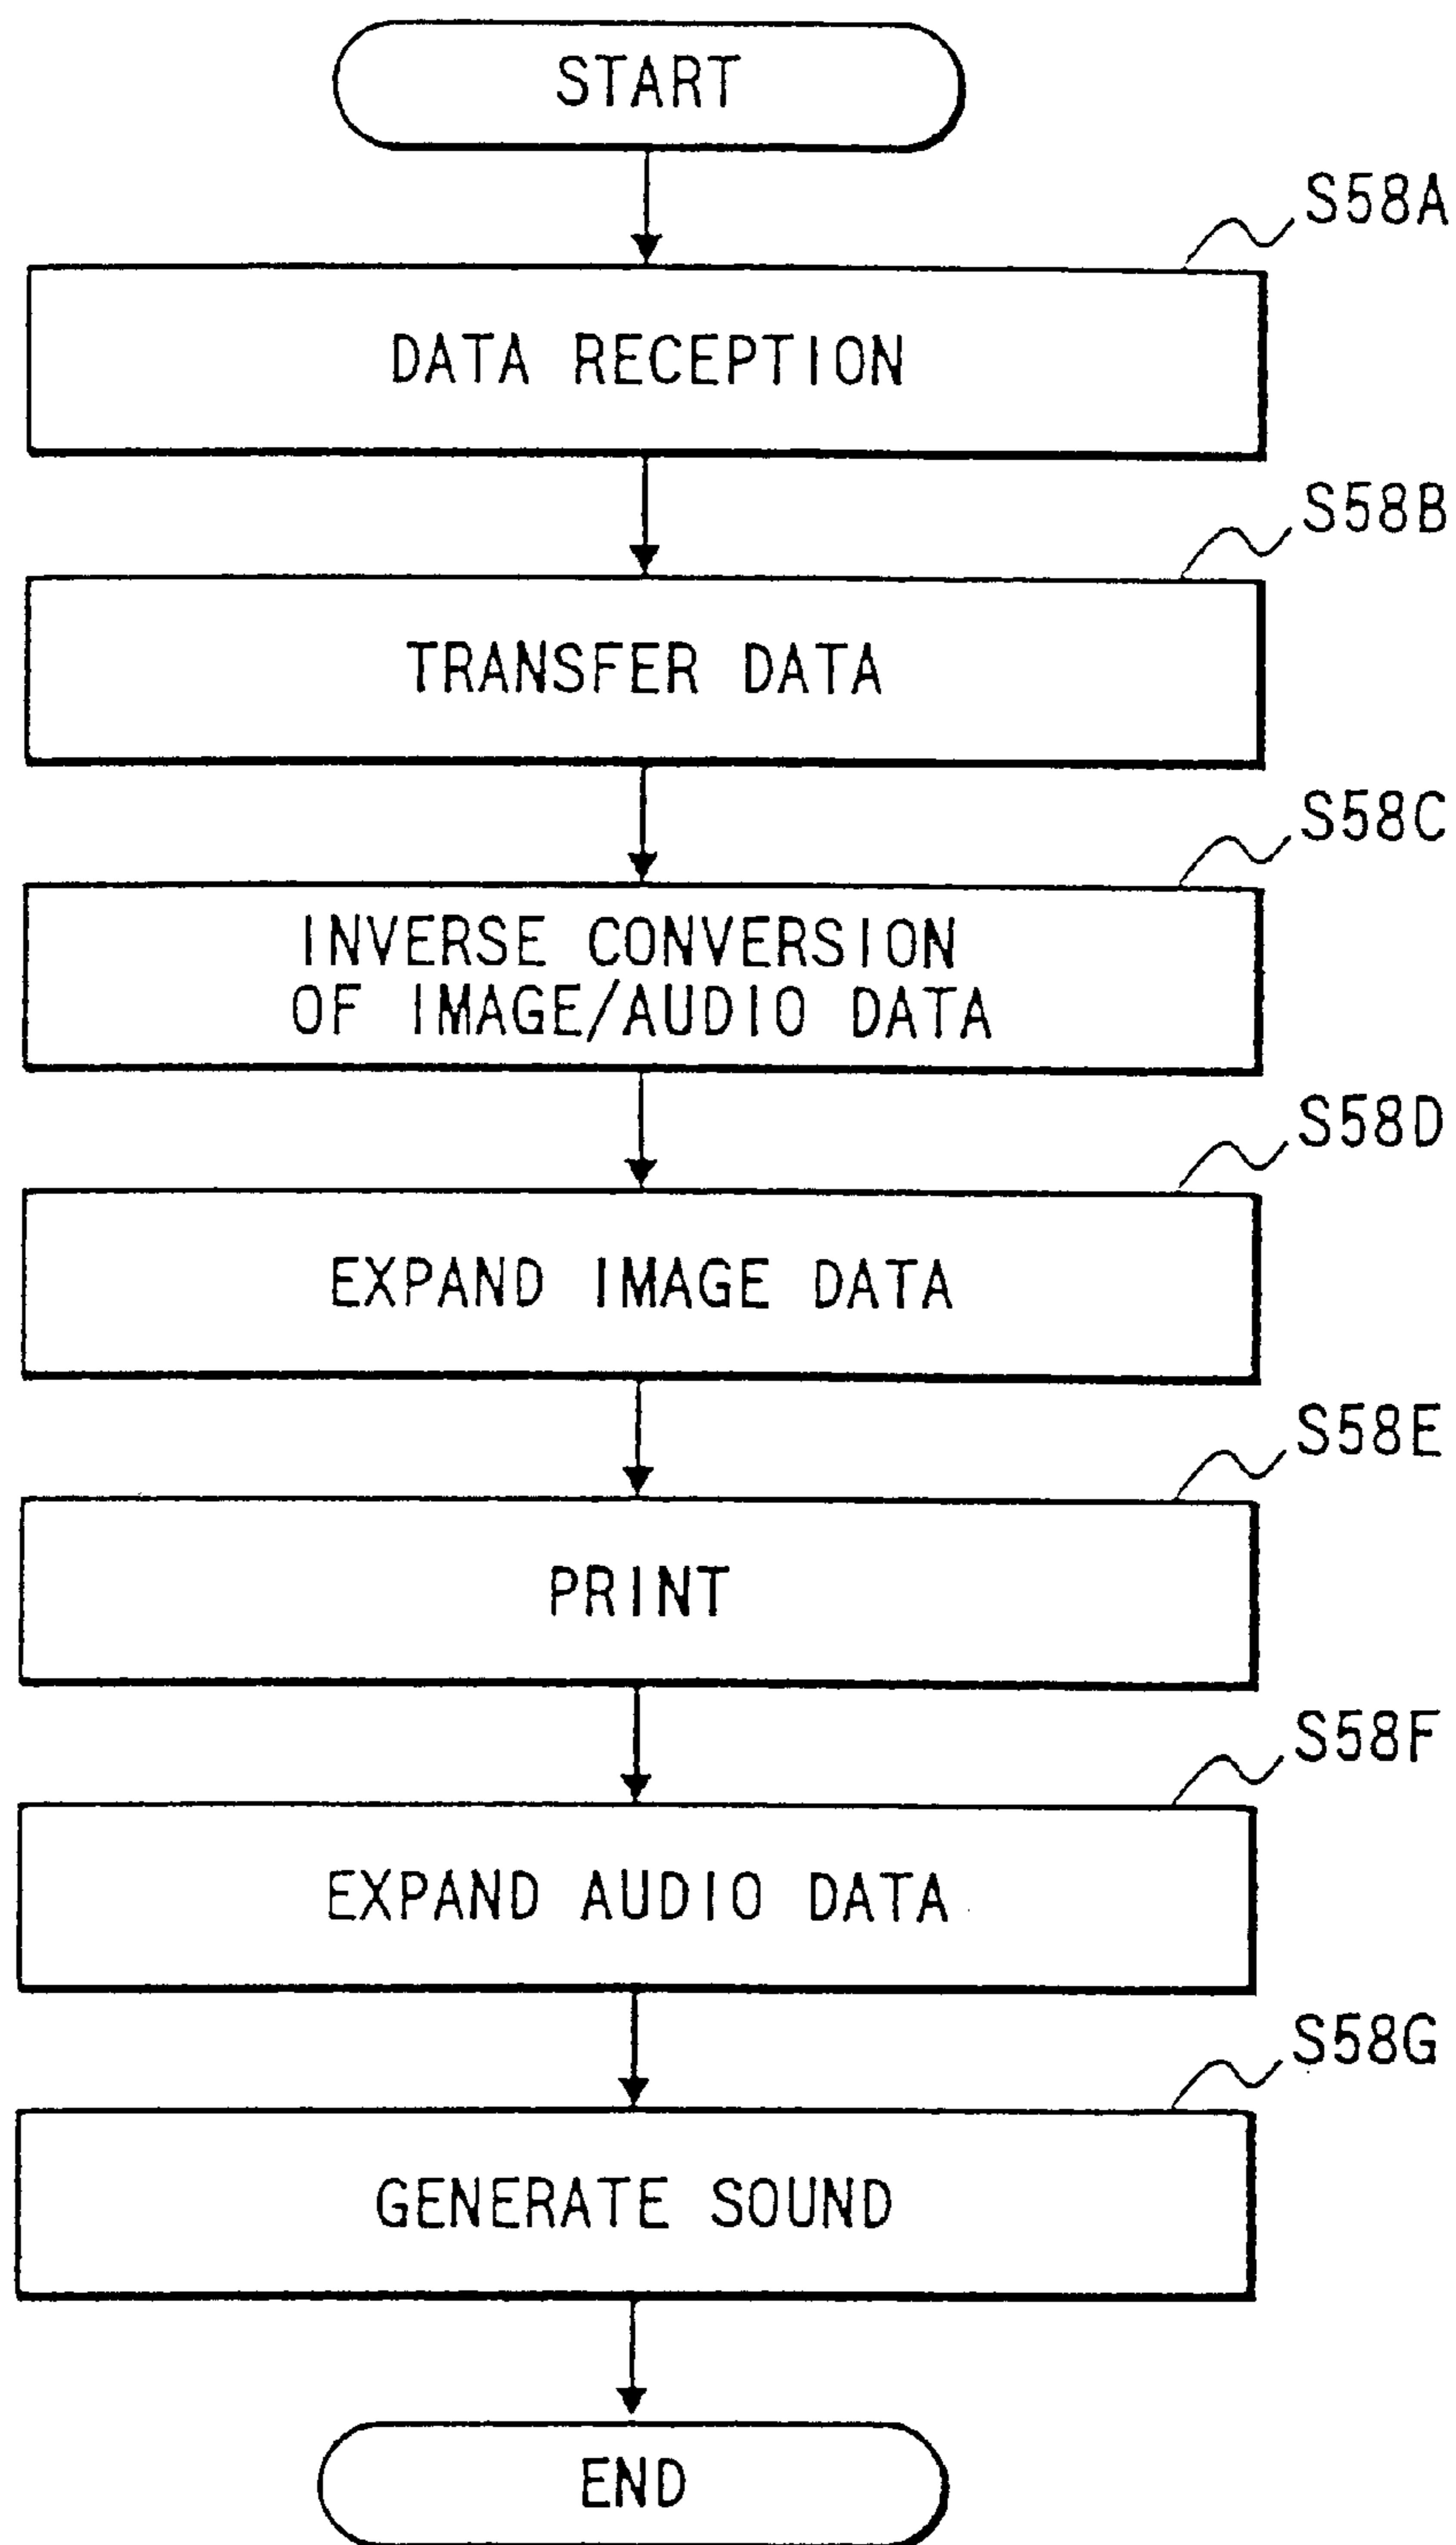 START
S58A
DATA RECEPTION
S58B
TRANSFER DATA
S58C
INVERSE CONVERSION
OF IMAGE/AUDIO DATA
S58D
EXPAND IMAGE DATA
S58E
PRINT
S58F
EXPAND AUDIO DATA
S58G
GENERATE SOUND
END